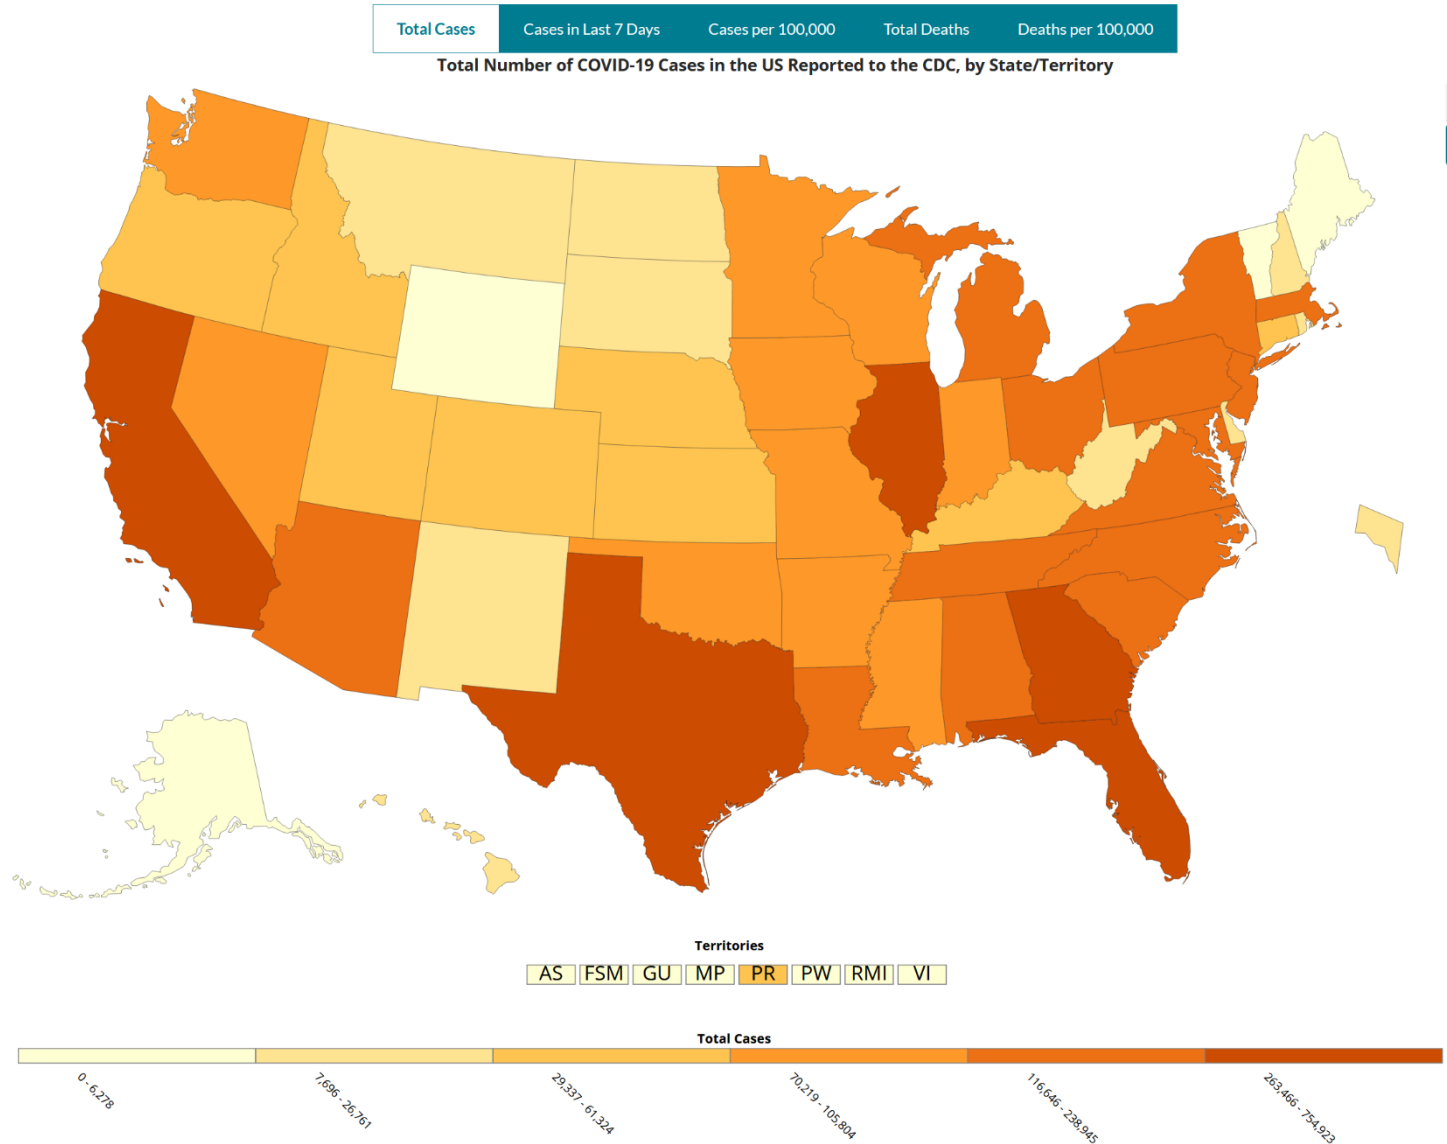 Total Cases Cases in Last 7 Days Cases per 100,000 Total Deaths Deaths per 100,000
Total Number of COVID-19 Cases in the US Reported to the CDC, by State/Territory
Territories
AS FSM GU MP PR PW RMI VI
Total Cases
0 - 6,278
7,696 - 26,761
29,337 - 61,324
70,219 - 105,804
116,646 - 238,945
263,466 - 754,923